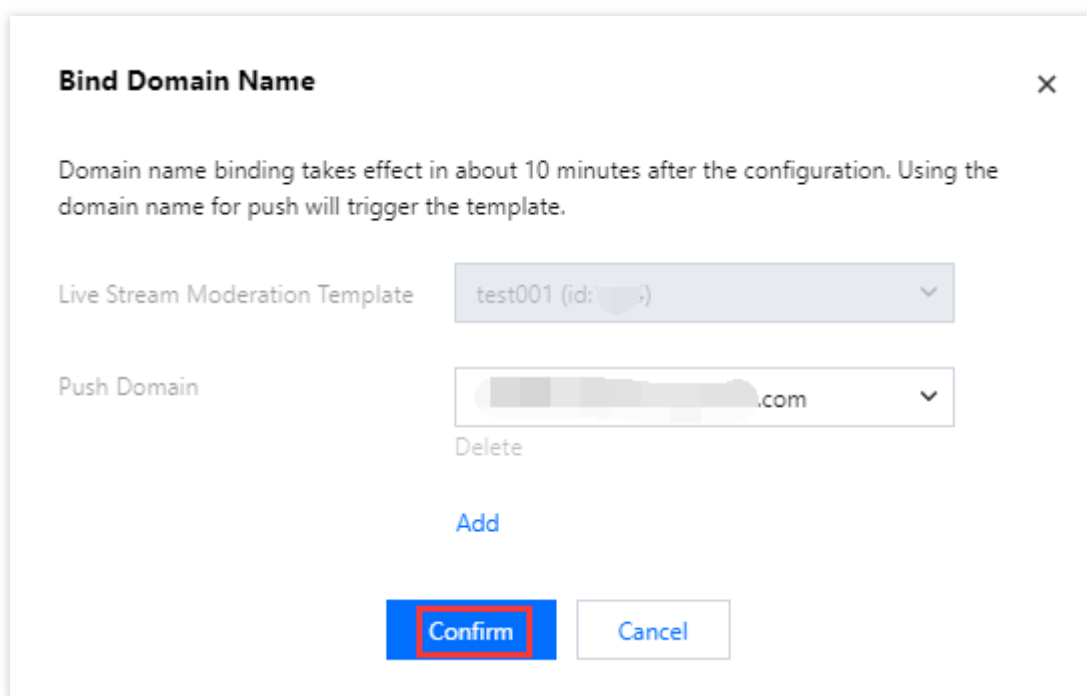 Bind Domain Name
Domain name binding takes effect in about 10 minutes after the configuration. Using the
domain name for push will trigger the template.
Live Stream Moderation Template
test001 (id: )
Push Domain
.com
Delete
Add
Confirm
Cancel